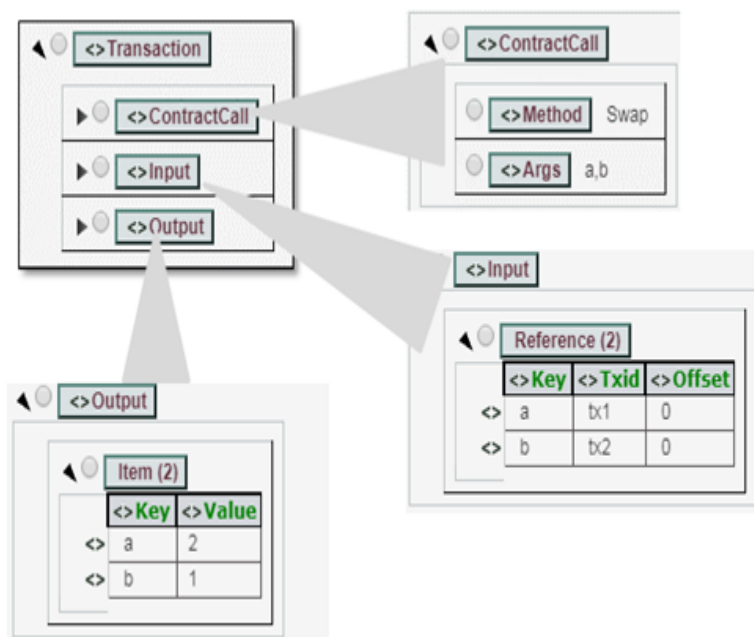 <>Transaction
<>ContractCall
<>Input
<>Output
<>ContractCall
<>Method Swap
<>Args a,b
<>Input
Reference (2)
<>Key <>Txid <>Offset
<> a tx1 0
<> b tx2 0
<>Output
Item (2)
<>Key <>Value
<> a 2
<> b 1